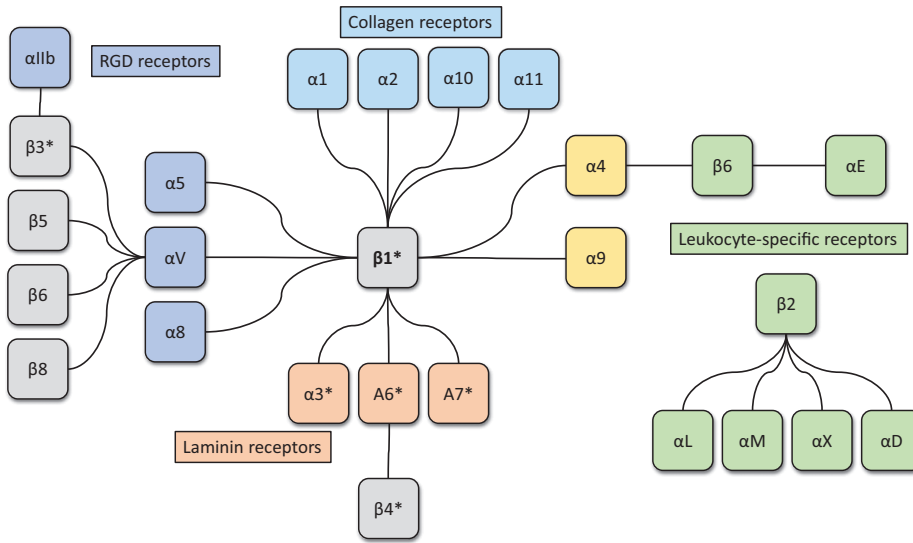 Collagen receptors
αIIb
RGD receptors
α1
α2
α10
α11
β3*
α5
α4
β6
αE
β5
αV
β1*
α9
Leukocyte-specific receptors
β6
β2
α8
β8
α3*
A6*
A7*
Laminin receptors
αL
αM
αX
αD
β4*